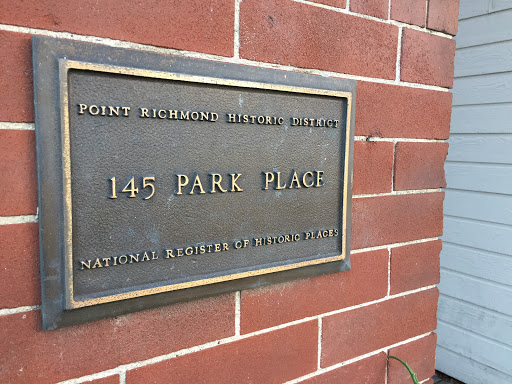 POINT RICHMOND HISTORIC DISTRICT
145 PARK PLACE
NATIONAL REGISTER OF HISTORIC PLACES